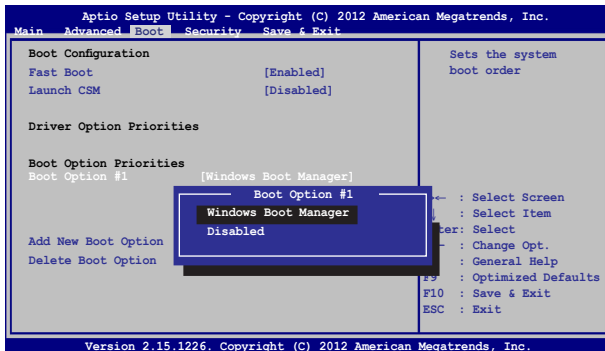 Aptio Setup Utility - Copyright (C) 2012 American Megatrends, Inc.
Main Advanced Boot Security Save & Exit
Boot Configuration
Fast Boot [Enabled]
Launch CSM [Disabled]
Driver Option Priorities
Boot Option Priorities
Boot Option #1 [Windows Boot Manager]
Boot Option #1
Windows Boot Manager
Disabled
Add New Boot Option
Delete Boot Option
Sets the system
boot order
: Select Screen
: Select Item
ter: Select
: Change Opt.
: General Help
F9 : Optimized Defaults
F10 : Save & Exit
ESC : Exit
Version 2.15.1226. Copyright (C) 2012 American Megatrends, Inc.